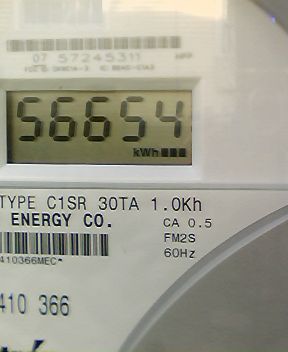 07 57245311
56654
kWh
TYPE C1SR 30TA 1.0Kh
ENERGY CO.
CA 0.5
FM2S
60Hz
410366MEC*
410 366